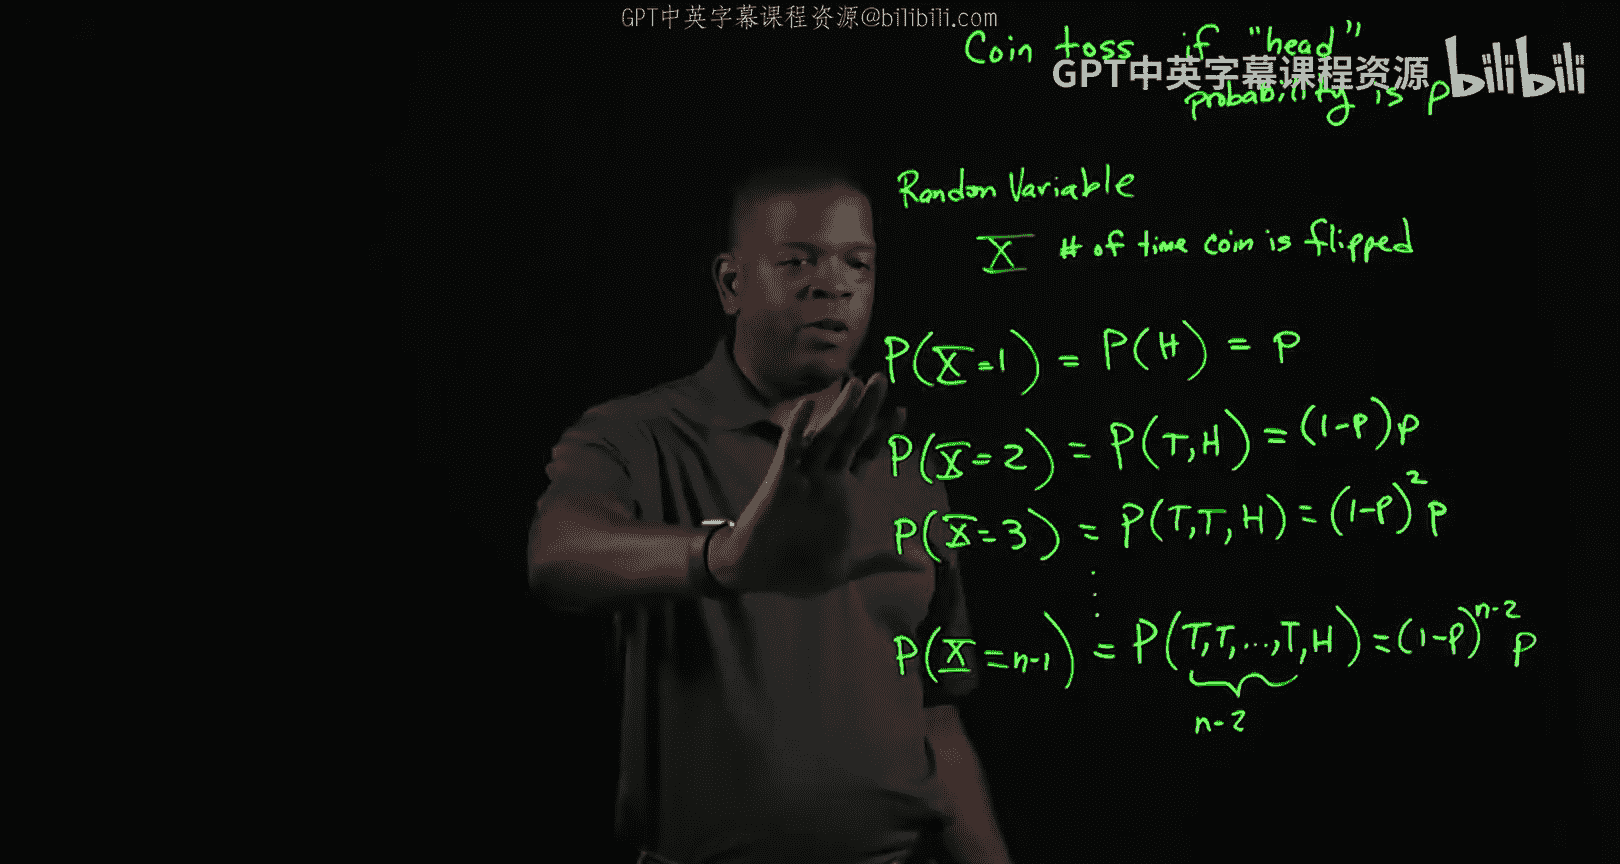 GPT中英字幕课程资源@bilibili.com
Coin toss if "head"
GPT中英字幕课程资源 bilibili
probability is p
Random Variable
X # of time coin is flipped
P(X=1) = P(H) = p
P(X=2) = P(T,H) = (1-p)p
P(X=3) = P(T,T,H) = (1-p)²p
⋮
P(X=n-1) = P(T,T,...,T,H) = (1-p)ⁿ⁻²p
n-2